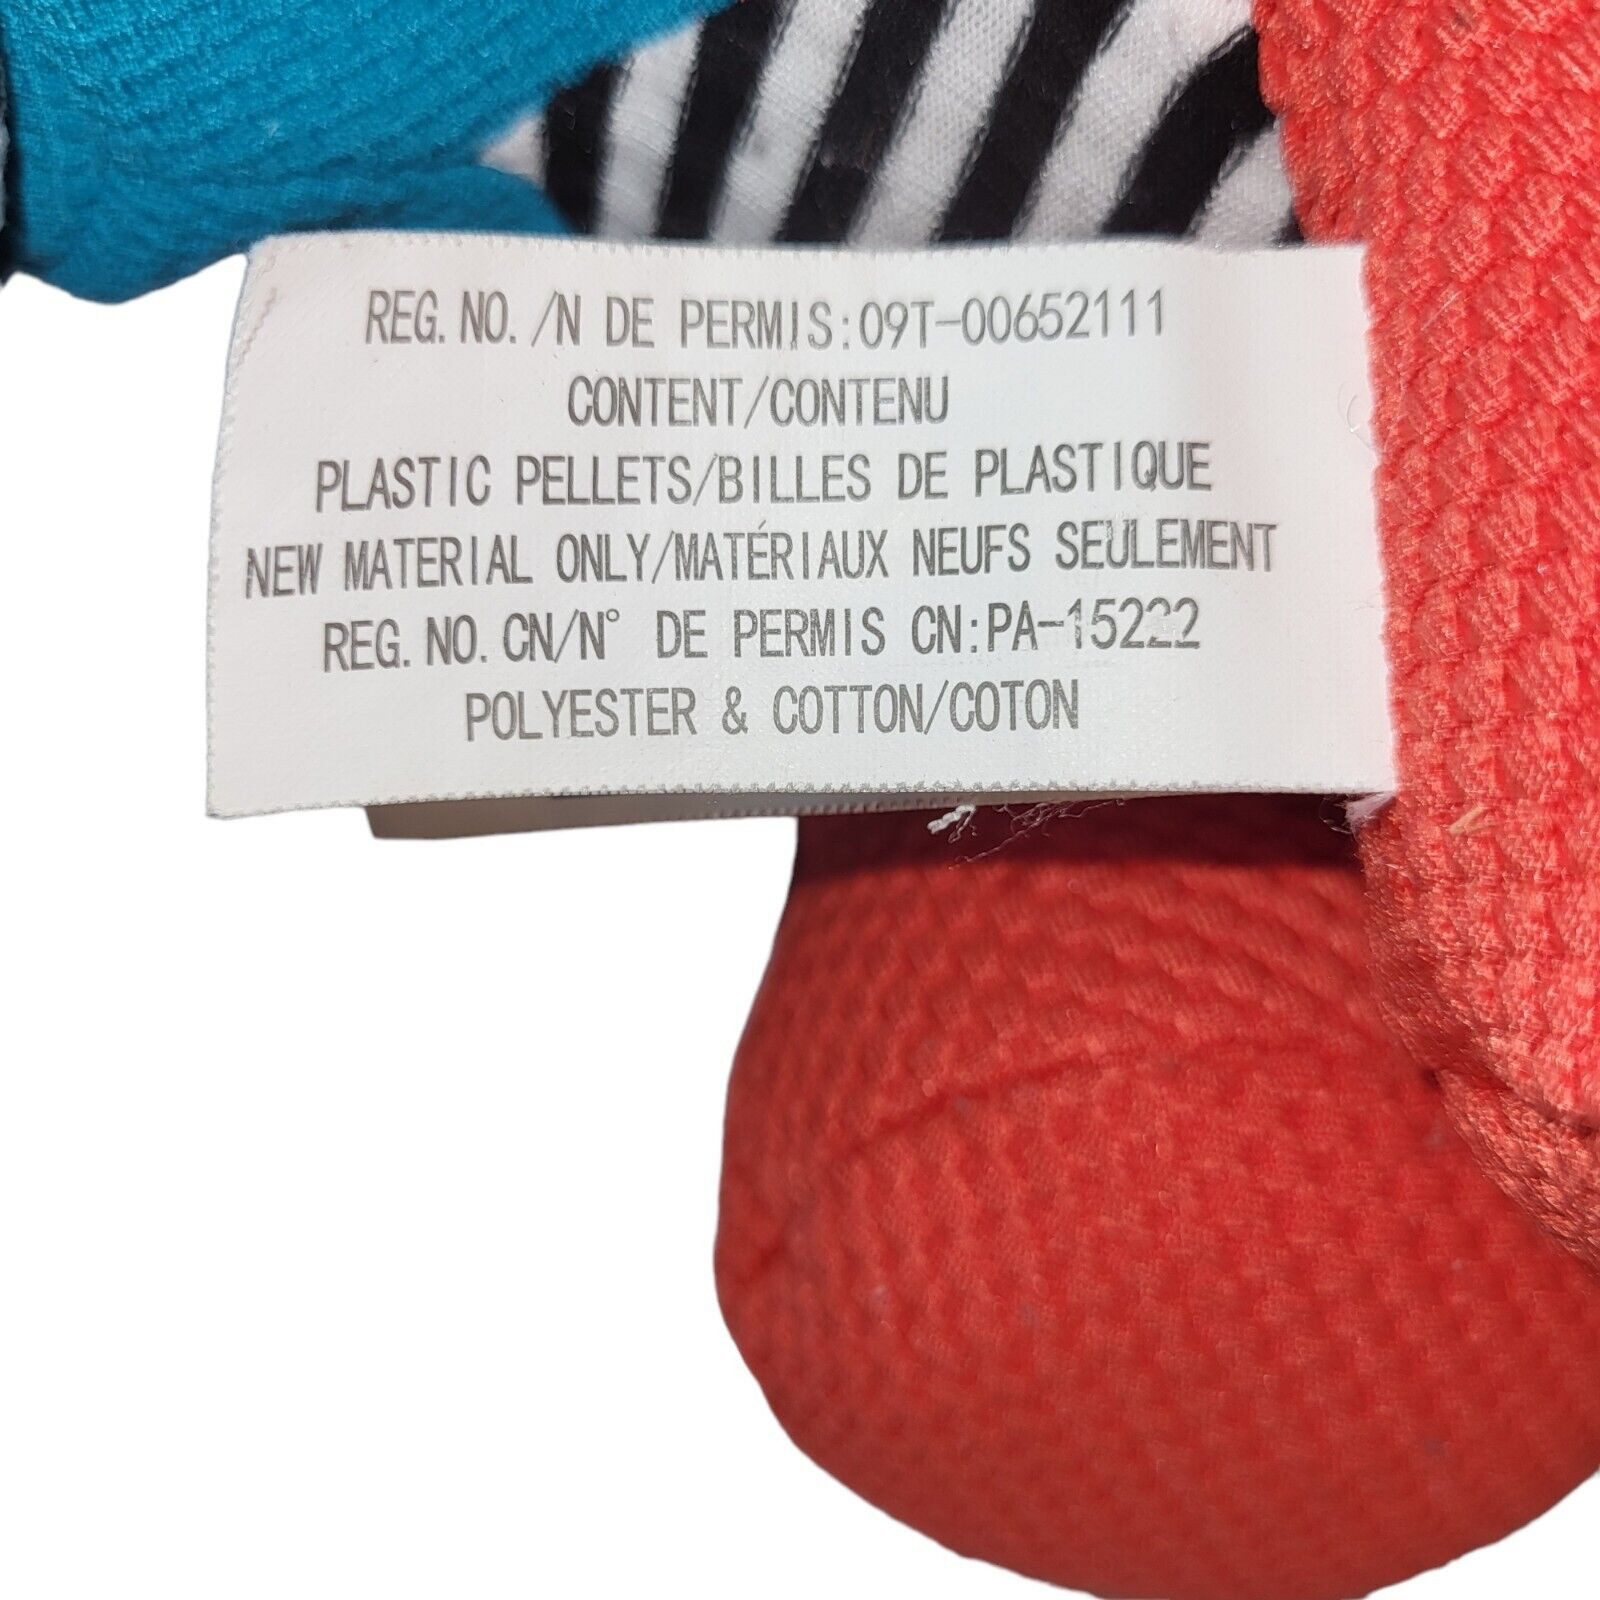 REG. NO. /N DE PERMIS:09T-00652111
CONTENT/CONTENU
PLASTIC PELLETS/BILLES DE PLASTIQUE
NEW MATERIAL ONLY/MATÉRIAUX NEUFS SEULEMENT
REG. NO. CN/N° DE PERMIS CN:PA-15222
POLYESTER & COTTON/COTON